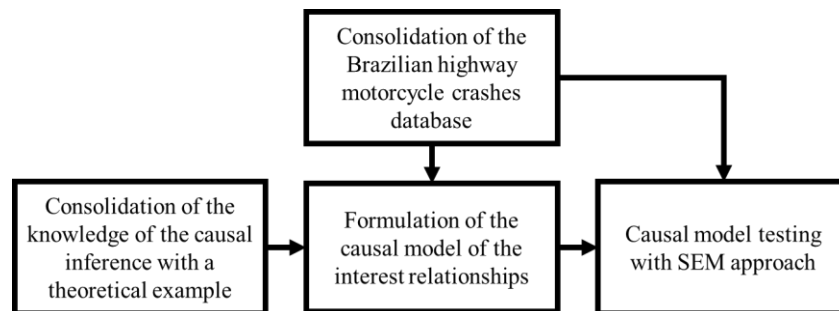 Consolidation of the
Brazilian highway
motorcycle crashes
database
Consolidation of the
knowledge of the causal
inference with a
theoretical example
Formulation of the
causal model of the
interest relationships
Causal model testing
with SEM approach